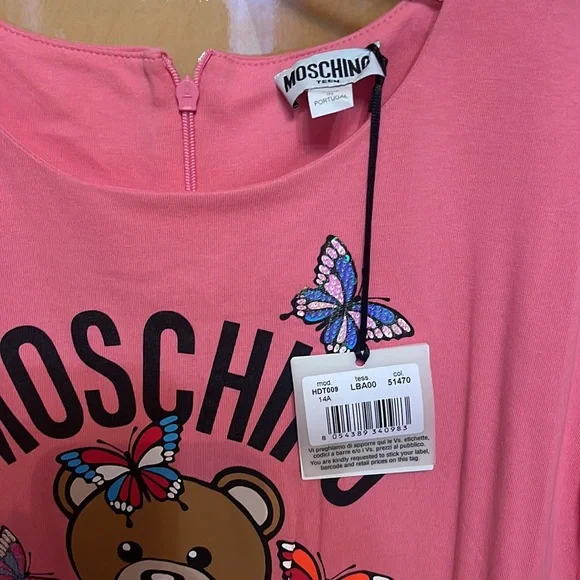 MOSCHINO
TEEN
PORTUGAL
MOSCHINO
mod. tess. col.
HDT009 LBA00 51470
14A
8 054389 340983
Vi preghiamo di apporre qui le Vs. etichette,
codici a barre e/o i Vs. prezzi al pubblico.
You are kindly requested to stick your label,
barcode and retail prices on this tag.